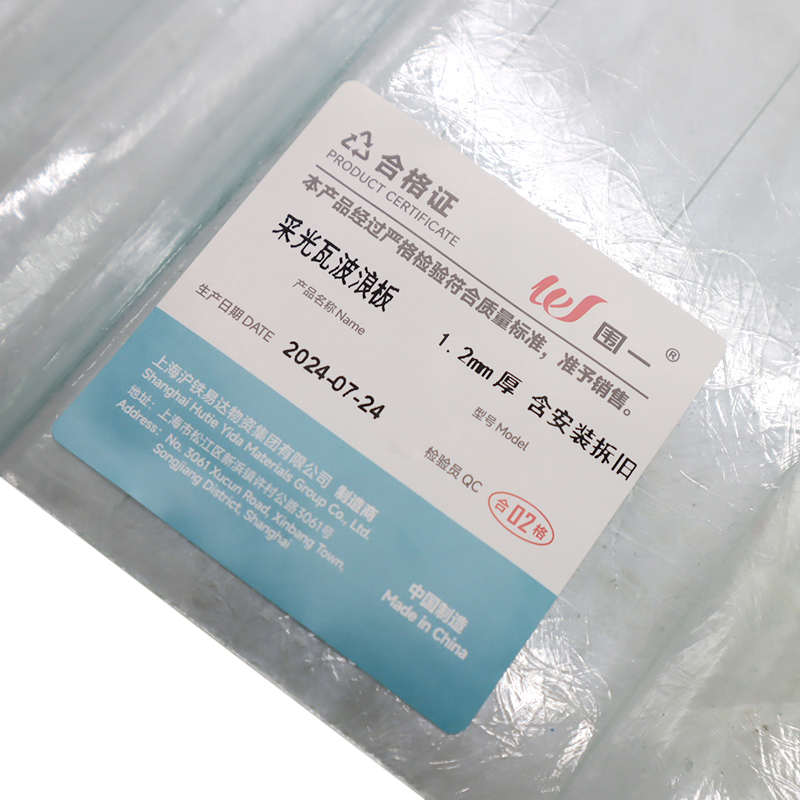 合格证
PRODUCT CERTIFICATE
围一 ®
本产品经过严格检验符合质量标准，准予销售。
采光瓦波浪板
产品名称 Name
1.2mm厚 含安装拆旧
型号 Model
生产日期 DATE
2024-07-24
检验员 QC
合 02 格
上海沪铁易达物资集团有限公司 制造商
Shanghai Hutie Yida Materials Group Co., Ltd.
地址：上海市松江区新浜镇许村公路3061号
Address: No. 3061 Xucun Road, Xinbang Town,
Songjiang District, Shanghai
中国制造
Made in China